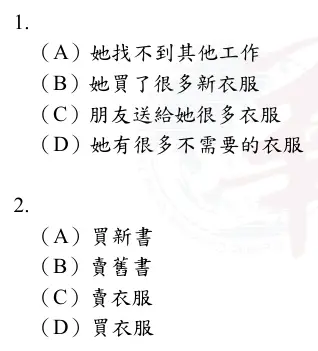 1.
（A）她找不到其他工作
（B）她買了很多新衣服
（C）朋友送給她很多衣服
（D）她有很多不需要的衣服
2.
（A）買新書
（B）賣舊書
（C）賣衣服
（D）買衣服